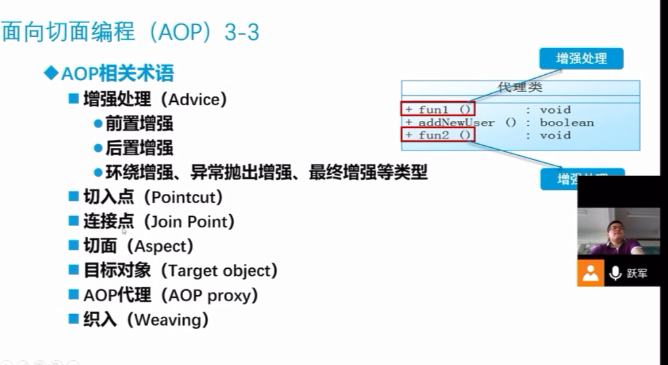 面向切面编程（AOP）3-3
AOP相关术语
增强处理（Advice）
前置增强
后置增强
环绕增强、异常抛出增强、最终增强等类型
切入点（Pointcut）
连接点（Join Point）
切面（Aspect）
目标对象（Target object）
AOP代理（AOP proxy）
织入（Weaving）
增强处理
代理类
+ fun1 () : void
+ addNewUser () : boolean
+ fun2 () : void
增强
跃军